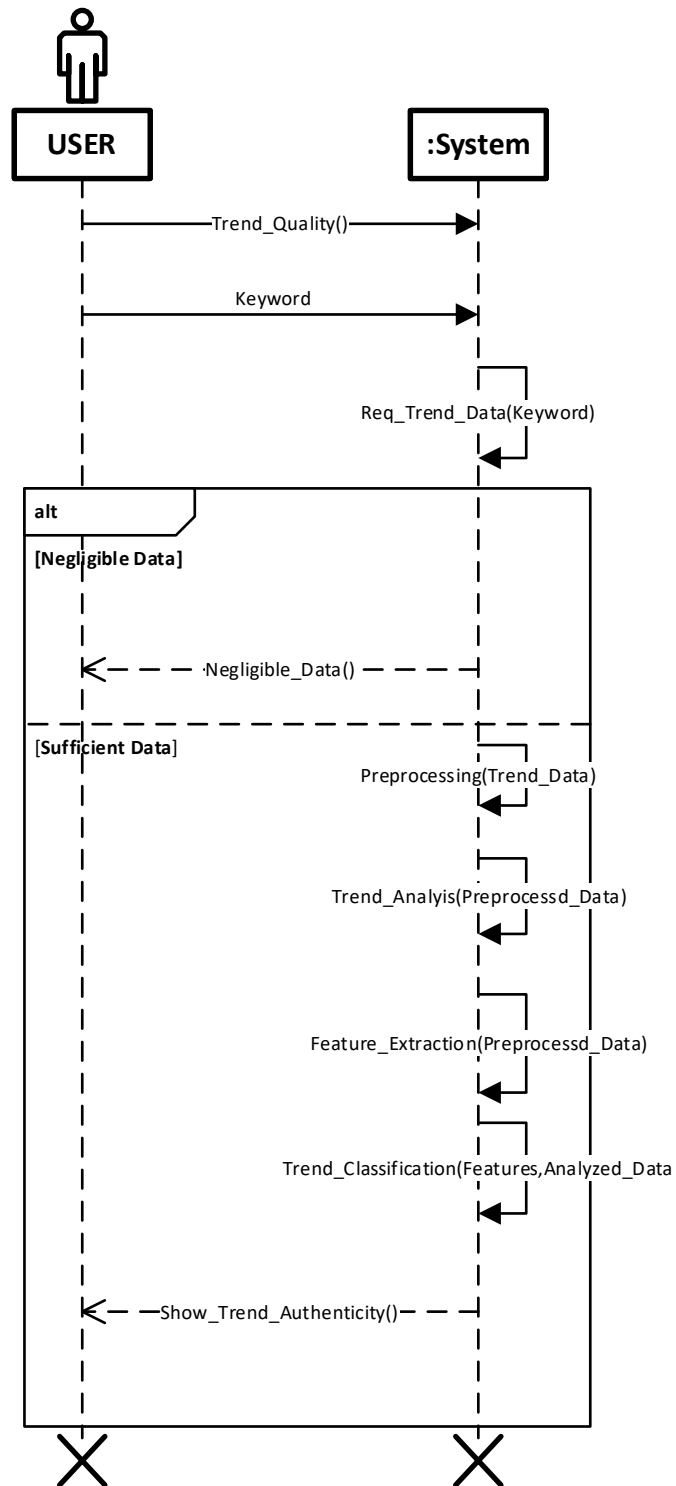 USER
:System
Trend_Quality()
Keyword
Req_Trend_Data(Keyword)
alt
[Negligible Data]
Negligible_Data()
[Sufficient Data]
Preprocessing(Trend_Data)
Trend_Analyis(Preprocessd_Data)
Feature_Extraction(Preprocessd_Data)
Trend_Classification(Features,Analyzed_Data
Show_Trend_Authenticity()